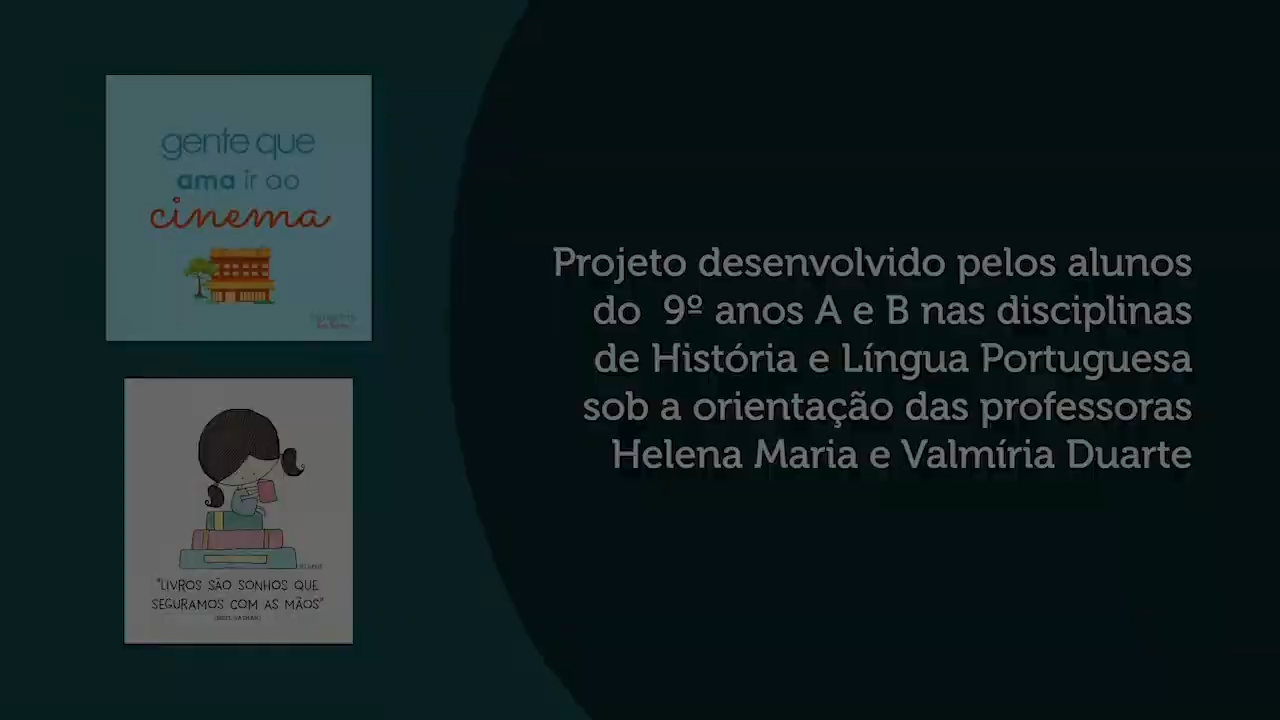 gente que
ama ir ao
cinema
Projeto desenvolvido pelos alunos
do 9º anos A e B nas disciplinas
de História e Língua Portuguesa
sob a orientação das professoras
Helena Maria e Valmíria Duarte
"LIVROS SÃO SONHOS QUE
SEGURAMOS COM AS MÃOS"